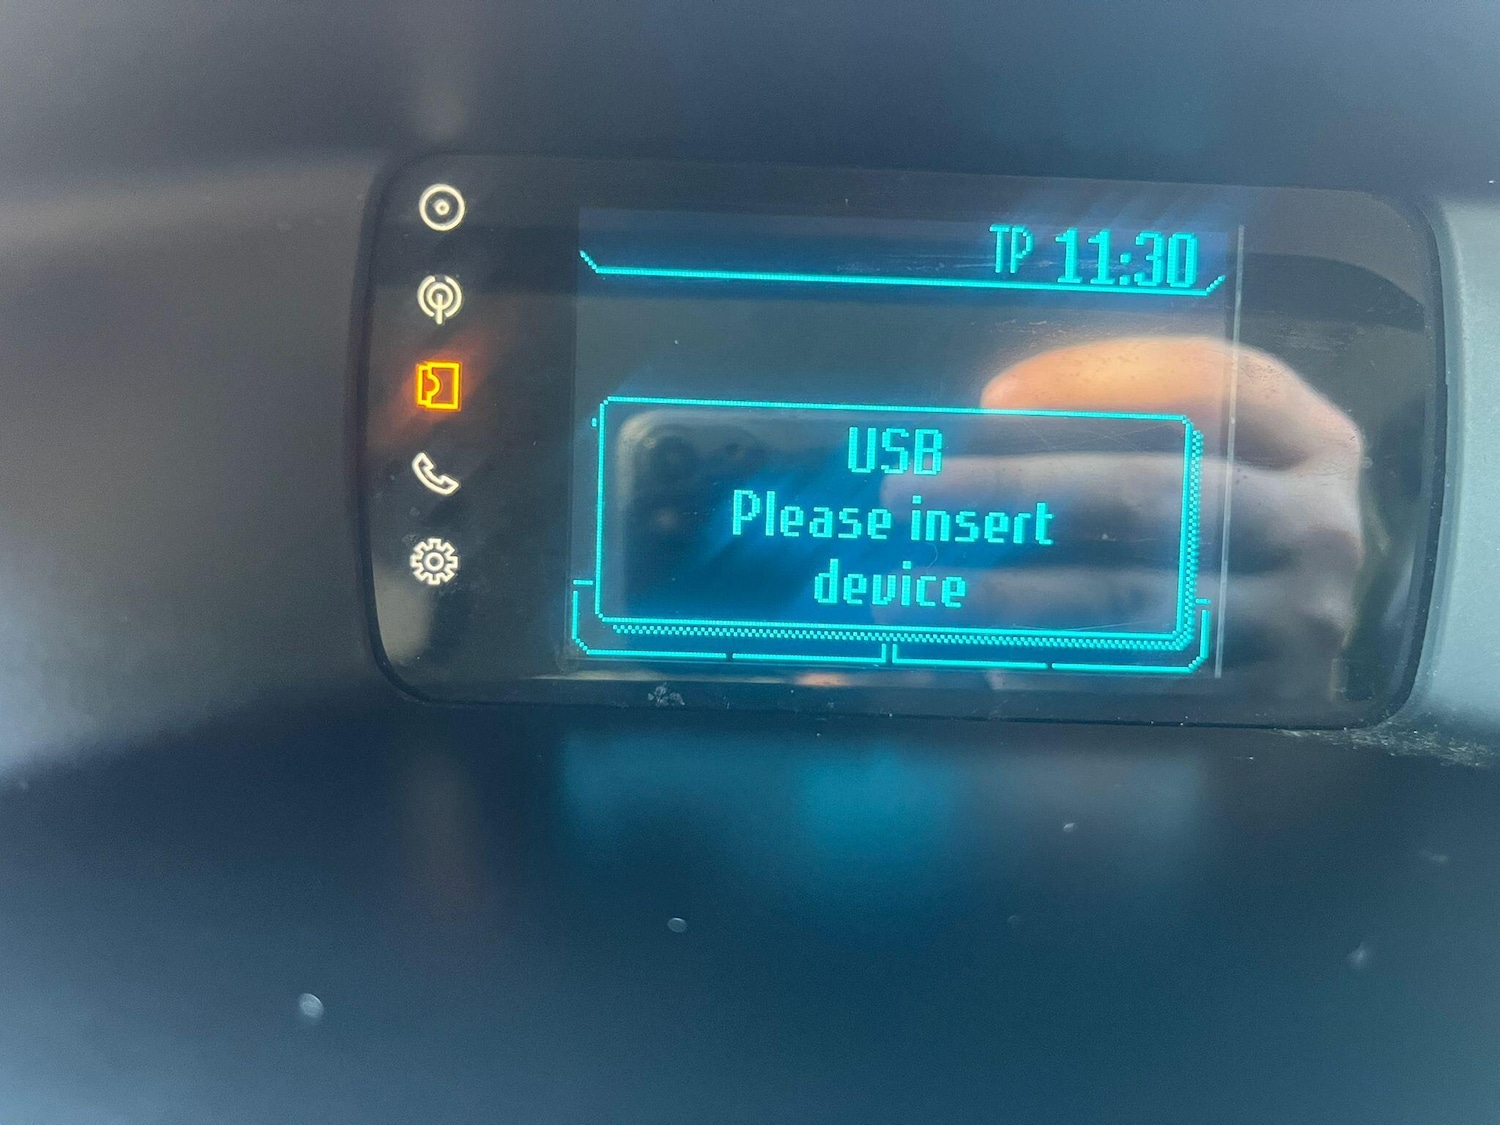 TP 11:30
USB
Please insert
device